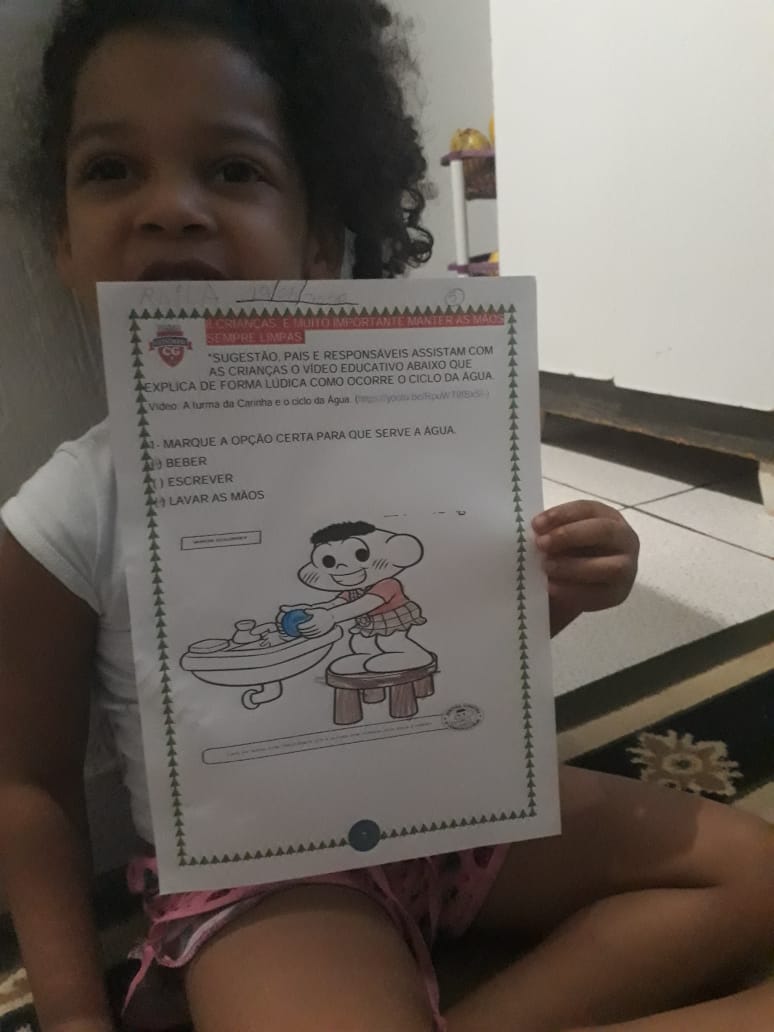 CG
CRIANÇAS, É MUITO IMPORTANTE MANTER AS MÃOS
SEMPRE LIMPAS
*SUGESTÃO, PAIS E RESPONSÁVEIS ASSISTAM COM
AS CRIANÇAS O VÍDEO EDUCATIVO ABAIXO QUE
EXPLICA DE FORMA LÚDICA COMO OCORRE O CICLO DA ÁGUA.
Vídeo: A turma da Carinha e o ciclo da Água.
1- MARQUE A OPÇÃO CERTA PARA QUE SERVE A ÁGUA.
( ) BEBER
( ) ESCREVER
( ) LAVAR AS MÃOS